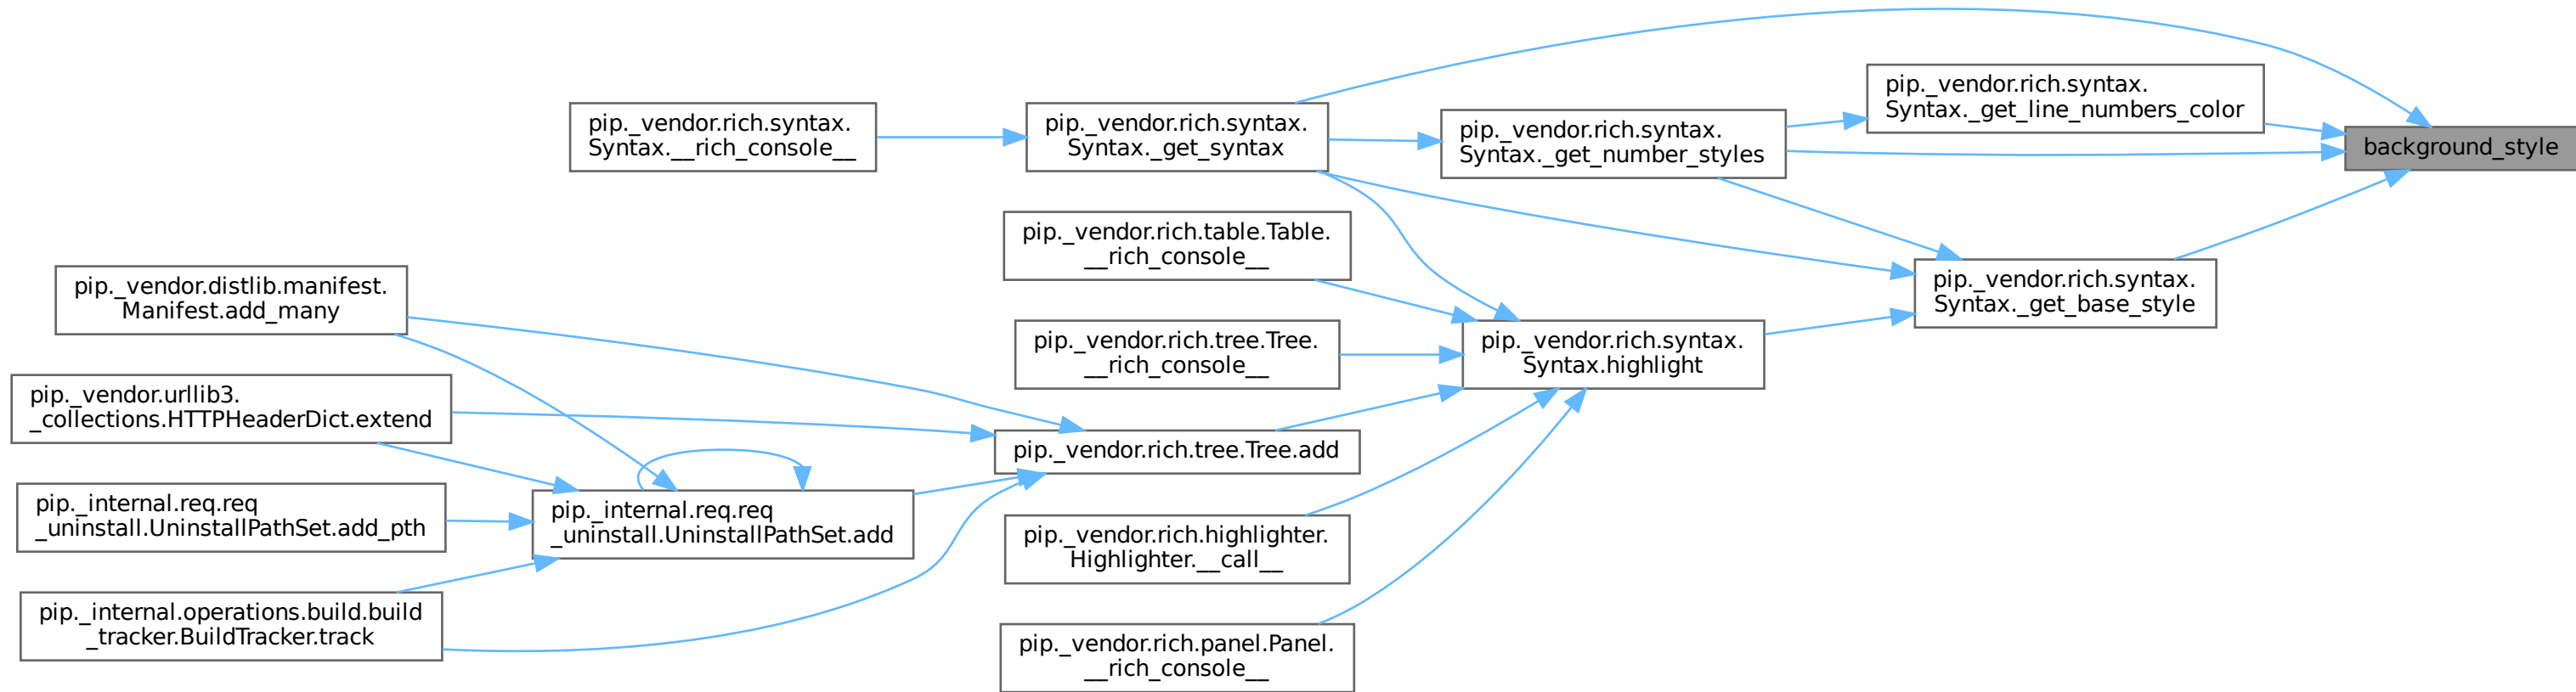 pip._vendor.rich.syntax.
Syntax.__rich_console__
pip._vendor.rich.syntax.
Syntax._get_syntax
pip._vendor.rich.syntax.
Syntax._get_number_styles
pip._vendor.rich.syntax.
Syntax._get_line_numbers_color
background_style
pip._vendor.rich.table.Table.
__rich_console__
pip._vendor.rich.syntax.
Syntax._get_base_style
pip._vendor.distlib.manifest.
Manifest.add_many
pip._vendor.rich.tree.Tree.
__rich_console__
pip._vendor.rich.syntax.
Syntax.highlight
pip._vendor.urllib3.
_collections.HTTPHeaderDict.extend
pip._vendor.rich.tree.Tree.add
pip._internal.req.req
_uninstall.UninstallPathSet.add_pth
pip._internal.req.req
_uninstall.UninstallPathSet.add
pip._vendor.rich.highlighter.
Highlighter.__call__
pip._internal.operations.build.build
_tracker.BuildTracker.track
pip._vendor.rich.panel.Panel.
__rich_console__